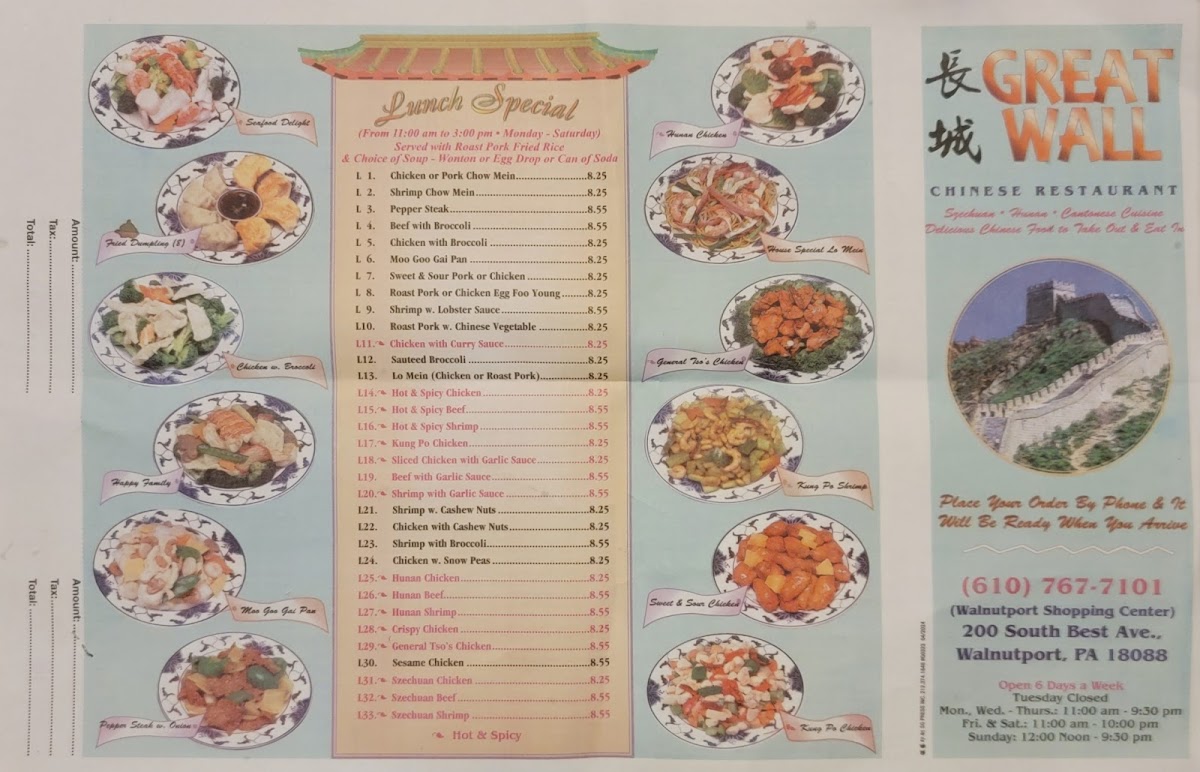 Amount:
Tax:
Total:
Amount:
Tax:
Total:
Seafood Delight
Fried Dumpling (8)
Chicken w. Broccoli
Happy Family
Moo Goo Gai Pan
Pepper Steak w. Onion
Lunch Special
(From 11:00 am to 3:00 pm • Monday - Saturday)
Served with Roast Pork Fried Rice
& Choice of Soup - Wonton or Egg Drop or Can of Soda
L 1. Chicken or Pork Chow Mein 8.25
L 2. Shrimp Chow Mein 8.25
L 3. Pepper Steak 8.55
L 4. Beef with Broccoli 8.55
L 5. Chicken with Broccoli 8.25
L 6. Moo Goo Gai Pan 8.25
L 7. Sweet & Sour Pork or Chicken 8.25
L 8. Roast Pork or Chicken Egg Foo Young 8.25
L 9. Shrimp w. Lobster Sauce 8.55
L10. Roast Pork w. Chinese Vegetable 8.25
L11. Chicken with Curry Sauce 8.25
L12. Sauteed Broccoli 8.25
L13. Lo Mein (Chicken or Roast Pork) 8.25
L14. Hot & Spicy Chicken 8.25
L15. Hot & Spicy Beef 8.55
L16. Hot & Spicy Shrimp 8.55
L17. Kung Po Chicken 8.25
L18. Sliced Chicken with Garlic Sauce 8.25
L19. Beef with Garlic Sauce 8.55
L20. Shrimp with Garlic Sauce 8.55
L21. Shrimp w. Cashew Nuts 8.25
L22. Chicken with Cashew Nuts 8.25
L23. Shrimp with Broccoli 8.55
L24. Chicken w. Snow Peas 8.25
L25. Hunan Chicken 8.25
L26. Hunan Beef 8.55
L27. Hunan Shrimp 8.55
L28. Crispy Chicken 8.25
L29. General Tso's Chicken 8.55
L30. Sesame Chicken 8.55
L31. Szechuan Chicken 8.25
L32. Szechuan Beef 8.55
L33. Szechuan Shrimp 8.55
Hot & Spicy
Hunan Chicken
House Special Lo Mein
General Tso's Chicken
Kung Po Shrimp
Sweet & Sour Chicken
Kung Po Chicken
長城
GREAT
WALL
CHINESE RESTAURANT
Szechuan • Hunan • Cantonese Cuisine
Delicious Chinese Food to Take Out & Eat In
Place Your Order By Phone & It
Will Be Ready When You Arrive
(610) 767-7101
(Walnutport Shopping Center)
200 South Best Ave.,
Walnutport, PA 18088
Open 6 Days a Week
Tuesday Closed
Mon., Wed. - Thurs.: 11:00 am - 9:30 pm
Fri. & Sat.: 11:00 am - 10:00 pm
Sunday: 12:00 Noon - 9:30 pm